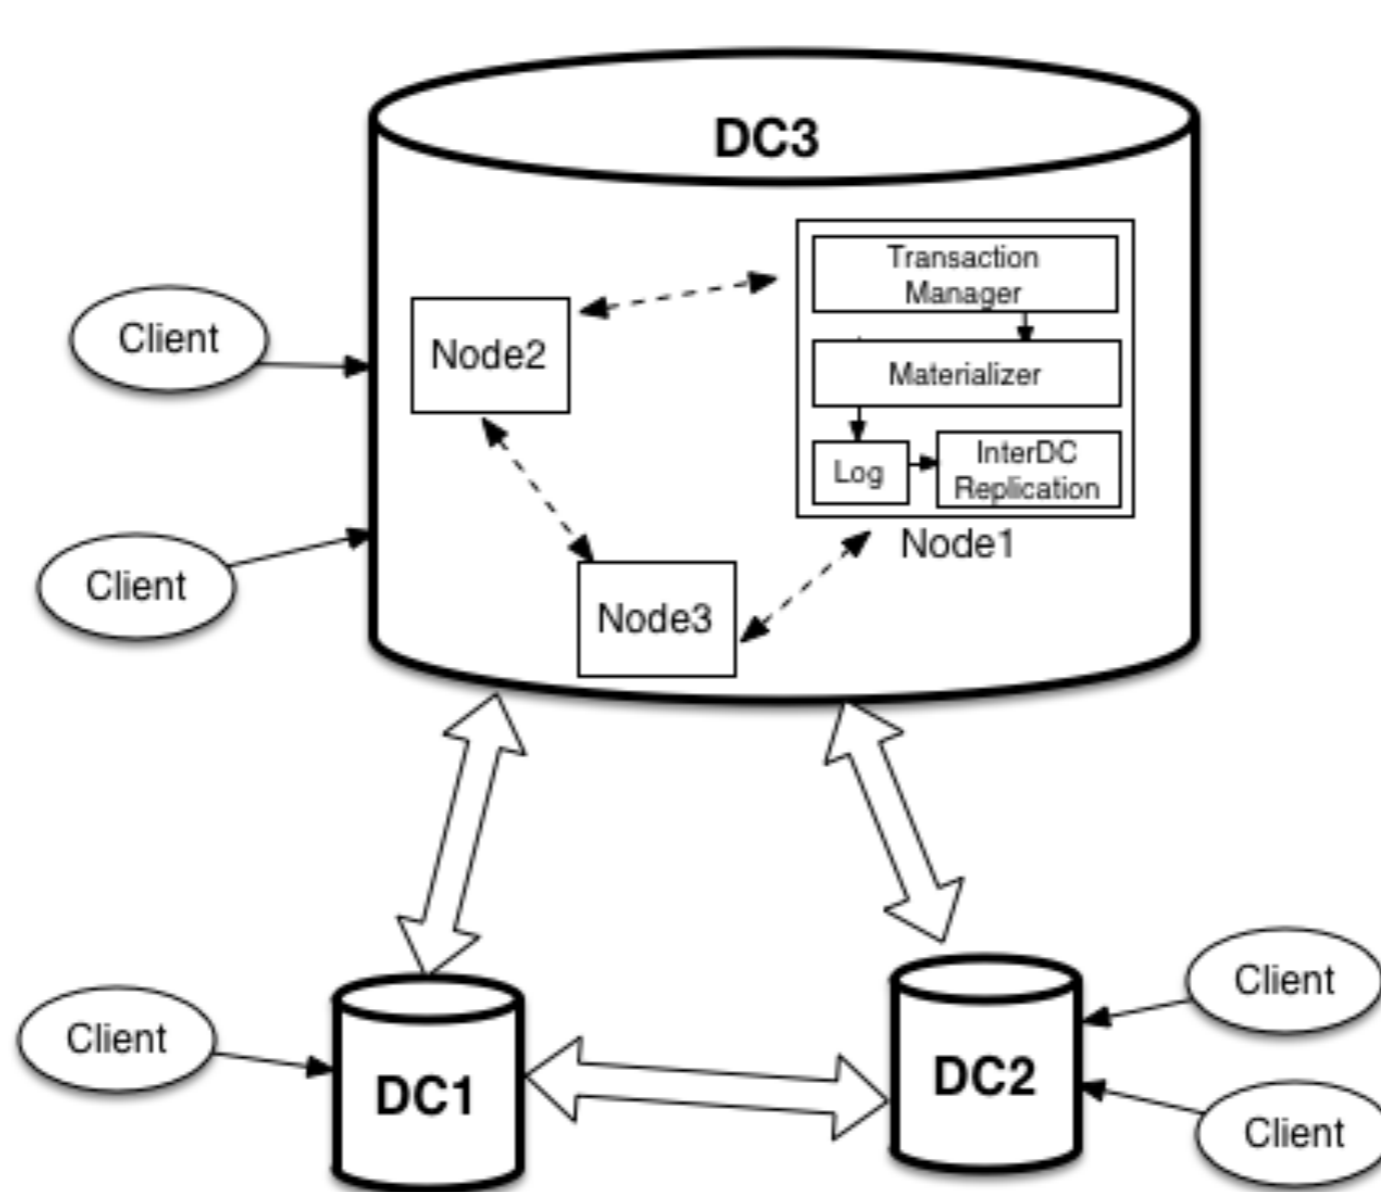 DC3
Transaction
Manager
Client
Node2
Materializer
Log
InterDC
Replication
Node1
Client
Node3
Client
Client
DC1
DC2
Client